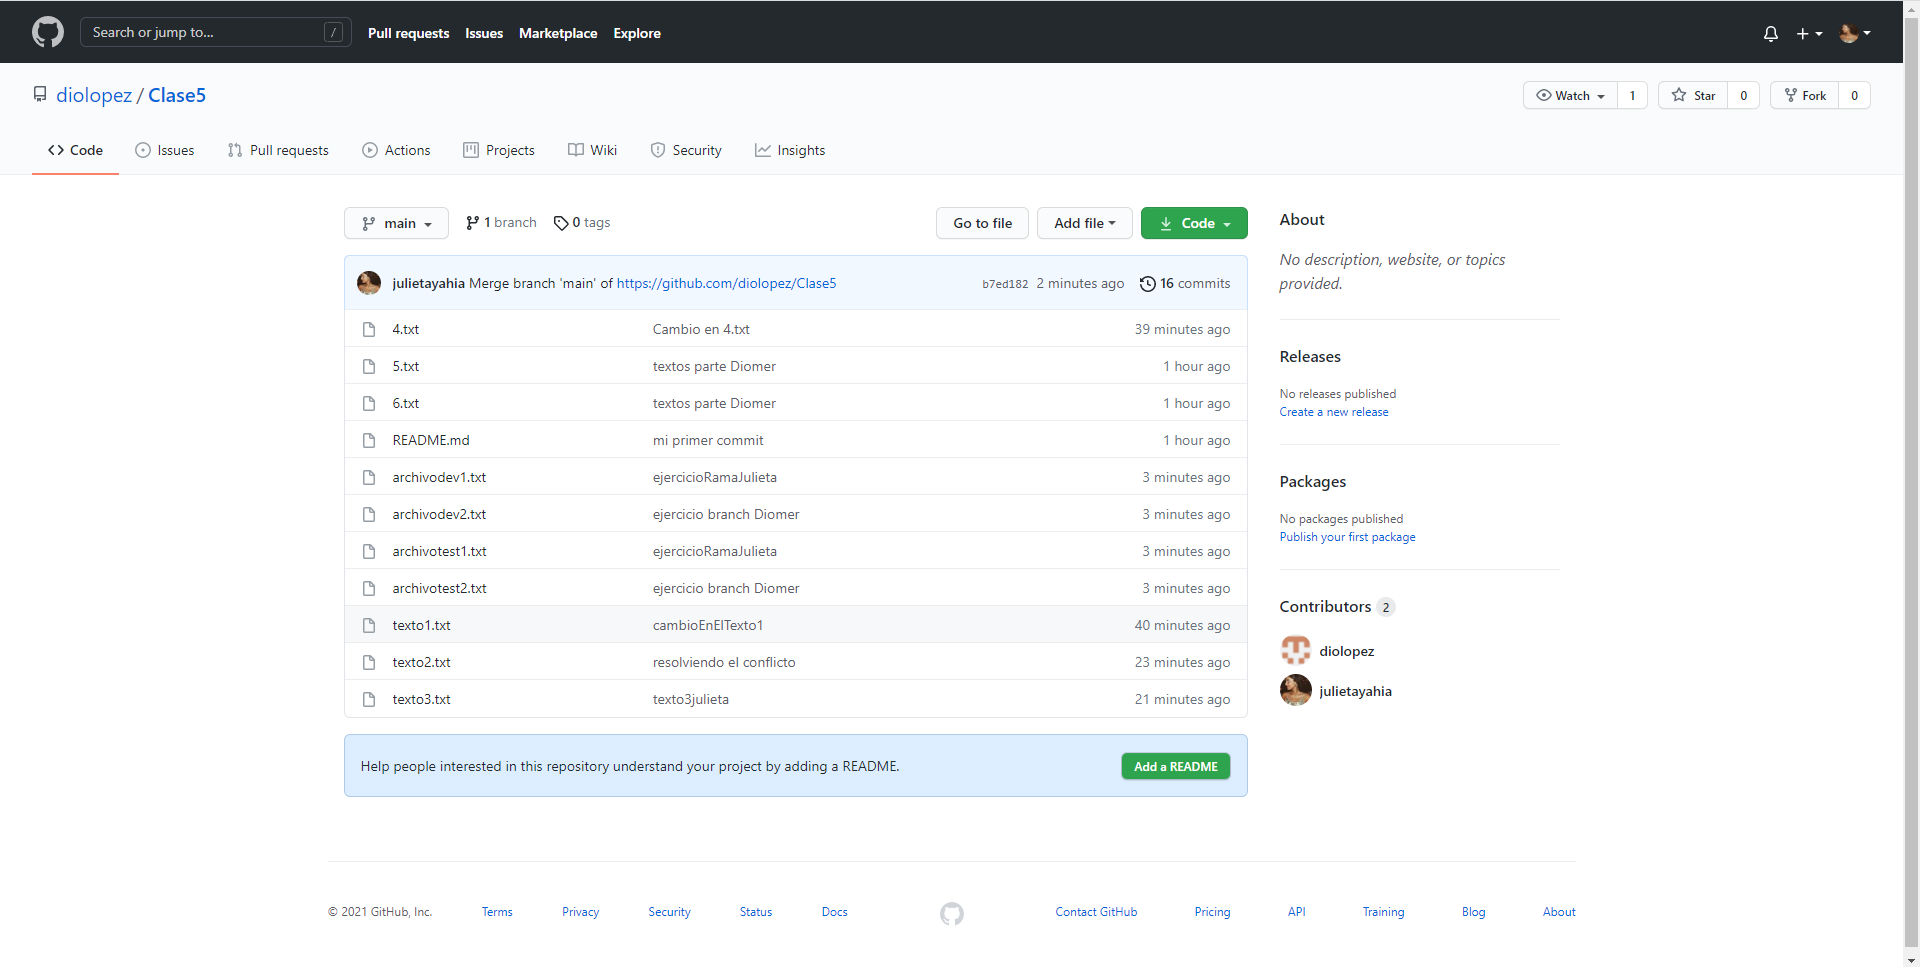 Search or jump to... /
Pull requests Issues Marketplace Explore
diolopez / Clase5
Watch 1 Star 0 Fork 0
Code Issues Pull requests Actions Projects Wiki Security Insights
main 1 branch 0 tags Go to file Add file Code
julietayahia Merge branch 'main' of https://github.com/diolopez/Clase5 b7ed182 2 minutes ago 16 commits
4.txt Cambio en 4.txt 39 minutes ago
5.txt textos parte Diomer 1 hour ago
6.txt textos parte Diomer 1 hour ago
README.md mi primer commit 1 hour ago
archivodev1.txt ejercicioRamaJulieta 3 minutes ago
archivodev2.txt ejercicio branch Diomer 3 minutes ago
archivotest1.txt ejercicioRamaJulieta 3 minutes ago
archivotest2.txt ejercicio branch Diomer 3 minutes ago
texto1.txt cambioEnElTexto1 40 minutes ago
texto2.txt resolviendo el conflicto 23 minutes ago
texto3.txt texto3julieta 21 minutes ago
Help people interested in this repository understand your project by adding a README. Add a README
About
No description, website, or topics
provided.
Releases
No releases published
Create a new release
Packages
No packages published
Publish your first package
Contributors 2
diolopez
julietayahia
© 2021 GitHub, Inc. Terms Privacy Security Status Docs Contact GitHub Pricing API Training Blog About